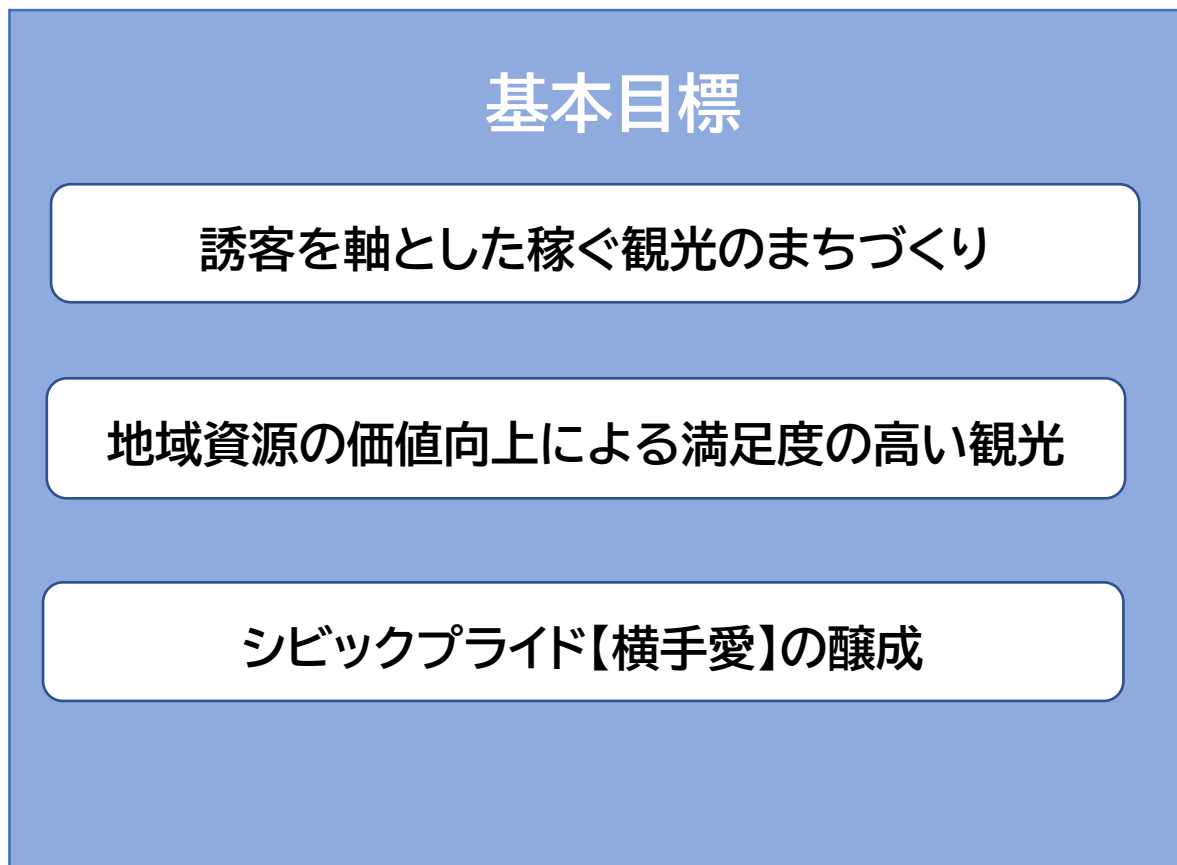 基本目標
誘客を軸とした稼ぐ観光のまちづくり
地域資源の価値向上による満足度の高い観光
シビックプライド【横手愛】の醸成